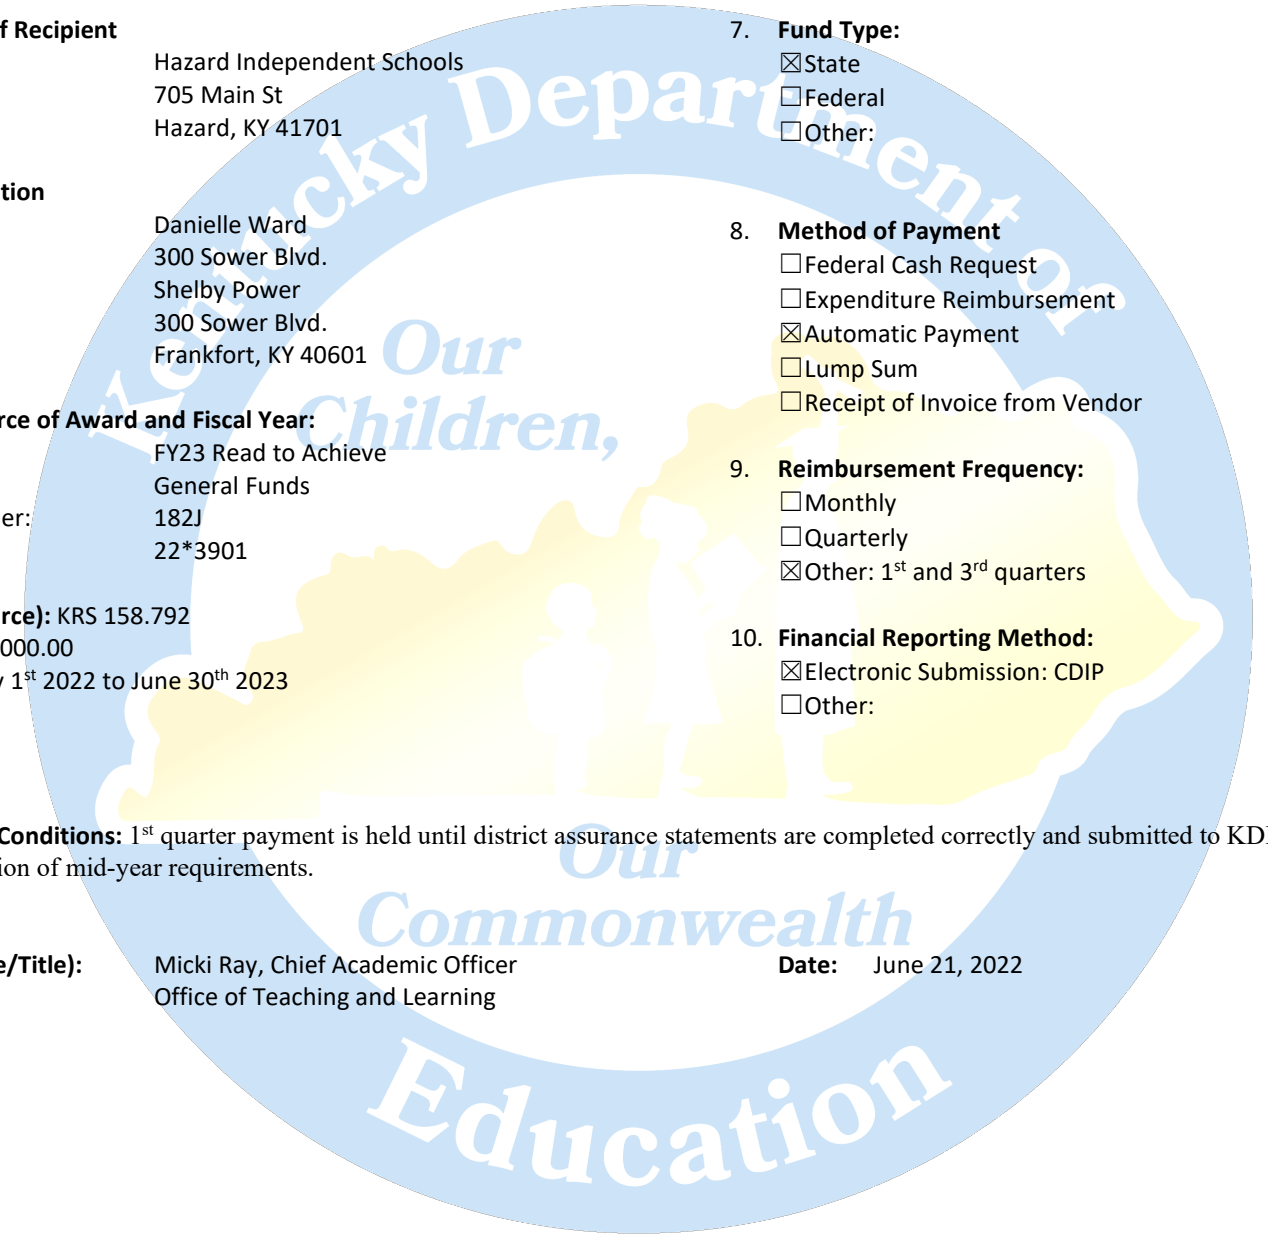 f Recipient
Hazard Independent Schools
705 Main St
Hazard, KY 41701
tion
Danielle Ward
300 Sower Blvd.
Shelby Power
300 Sower Blvd.
Frankfort, KY 40601
rce of Award and Fiscal Year:
FY23 Read to Achieve
General Funds
er: 182J
22*3901
rce): KRS 158.792
000.00
y 1st 2022 to June 30th 2023
7. Fund Type:
☒State
☐Federal
☐Other:
8. Method of Payment
☐Federal Cash Request
☐Expenditure Reimbursement
☒Automatic Payment
☐Lump Sum
☐Receipt of Invoice from Vendor
9. Reimbursement Frequency:
☐Monthly
☐Quarterly
☒Other: 1st and 3rd quarters
10. Financial Reporting Method:
☒Electronic Submission: CDIP
☐Other:
Conditions: 1st quarter payment is held until district assurance statements are completed correctly and submitted to KD
ion of mid-year requirements.
e/Title): Micki Ray, Chief Academic Officer
Office of Teaching and Learning
Date: June 21, 2022
Kentucky Department of
Education
Our
Children,
Our
Commonwealth